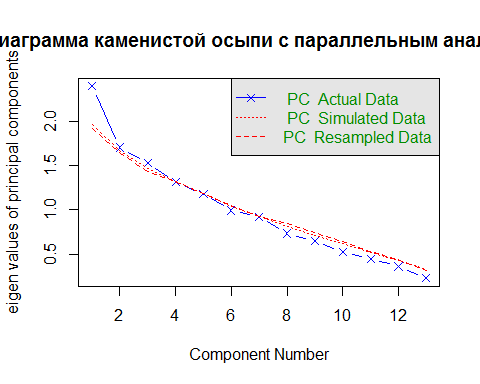 иаграмма каменистой осыпи с параллельным анал
eigen values of principal components
PC Actual Data
PC Simulated Data
PC Resampled Data
2.0
1.5
1.0
0.5
2 4 6 8 10 12
Component Number